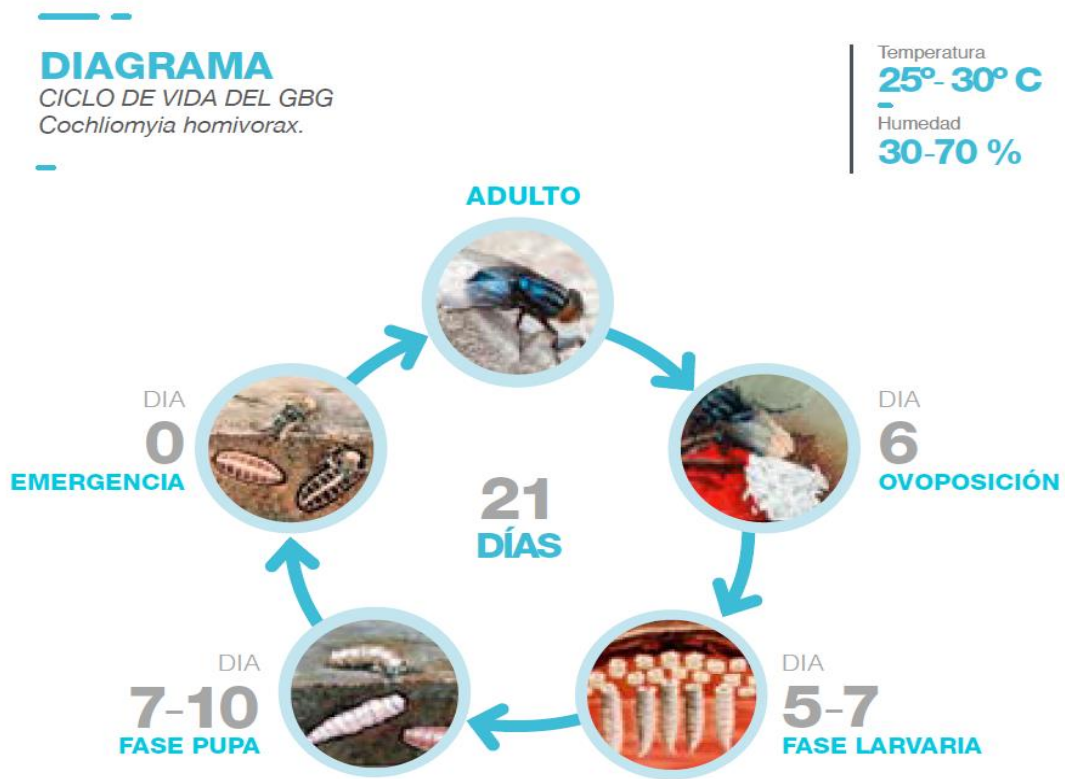 DIAGRAMA
CICLO DE VIDA DEL GBG
Cochliomyia homivorax.
Temperatura
25º- 30º C
Humedad
30-70 %
ADULTO
DIA
0
EMERGENCIA
DIA
6
OVOPOSICIÓN
21
DÍAS
DIA
7-10
FASE PUPA
DIA
5-7
FASE LARVARIA